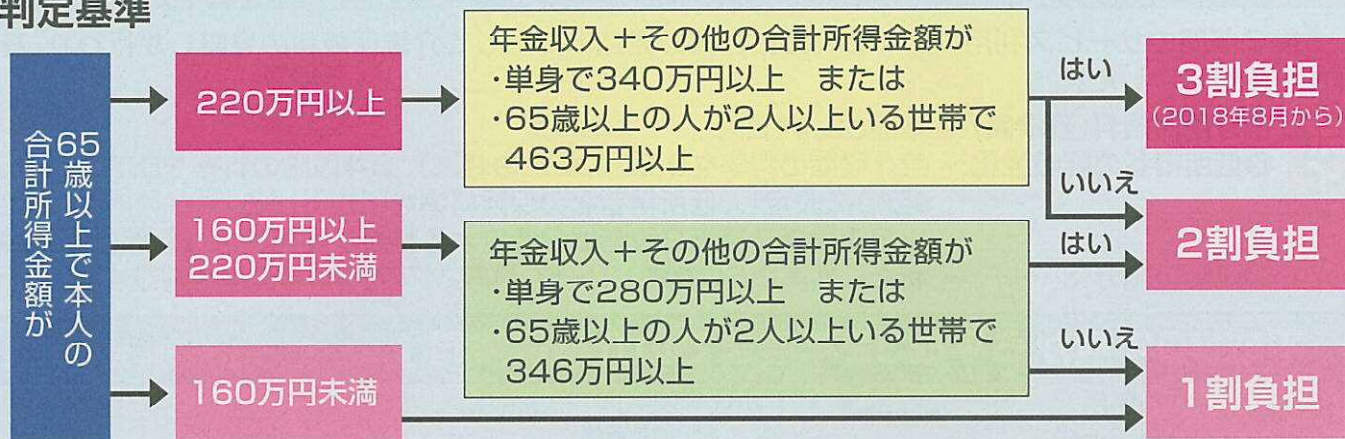 判定基準
65歳以上で本人の
合計所得金額が
220万円以上
年金収入＋その他の合計所得金額が
・単身で340万円以上　または
・65歳以上の人が2人以上いる世帯で
463万円以上
はい
3割負担
(2018年8月から)
いいえ
160万円以上
220万円未満
年金収入＋その他の合計所得金額が
・単身で280万円以上　または
・65歳以上の人が2人以上いる世帯で
346万円以上
はい
2割負担
いいえ
160万円未満
1割負担